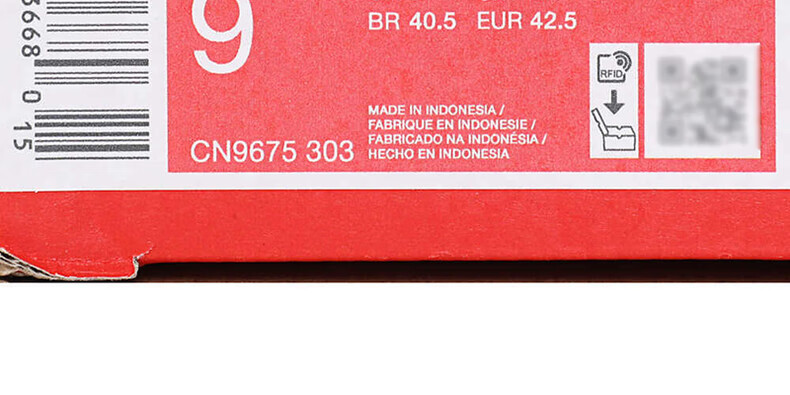 3668 0 15
9
BR 40.5 EUR 42.5
RFID
MADE IN INDONESIA /
FABRIQUE EN INDONESIE /
FABRICADO NA INDONÉSIA /
HECHO EN INDONESIA
CN9675 303